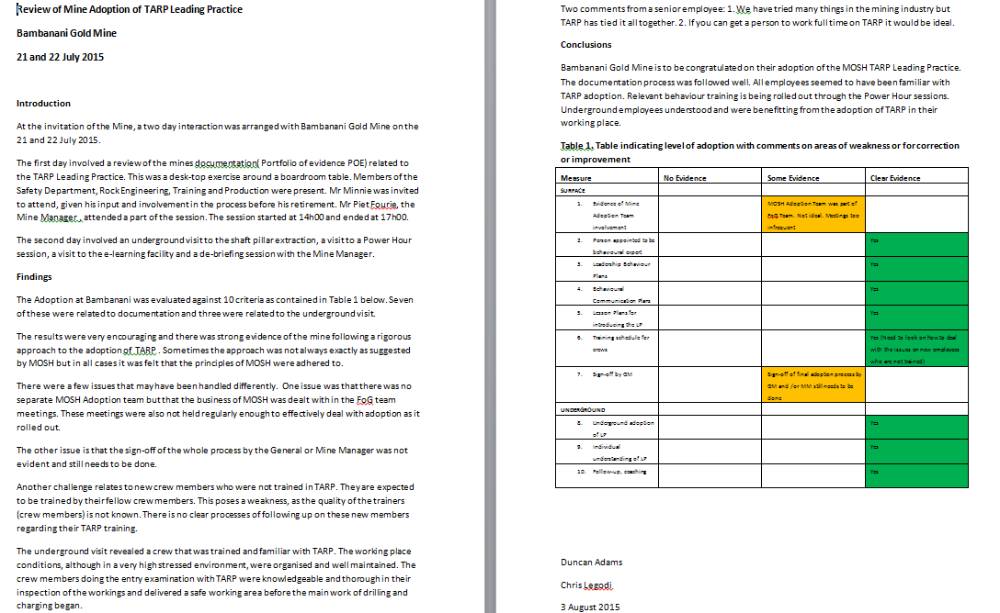 Review of Mine Adoption of TARP Leading Practice
Bambanani Gold Mine
21 and 22 July 2015
Introduction
At the invitation of the Mine, a two day interaction was arranged with Bambanani Gold Mine on the
21 and 22 July 2015.
The first day involved a review of the mines documentation( Portfolio of evidence POE) related to
the TARP Leading Practice. This was a desk-top exercise around a boardroom table. Members of the
Safety Department, Rock Engineering, Training and Production were present. Mr Minnie was invited
to attend, given his input and involvement in the process before his retirement. Mr Piet Fourie, the
Mine Manager, attended a part of the session. The session started at 14h00 and ended at 17h00.
The second day involved an underground visit to the shaft pillar extraction, a visit to a Power Hour
session, a visit to the e-learning facility and a de-briefing session with the Mine Manager.
Findings
The Adoption at Bambanani was evaluated against 10 criteria as contained in Table 1 below. Seven
of these were related to documentation and three were related to the underground visit.
The results were very encouraging and there was strong evidence of the mine following a rigorous
approach to the adoption of TARP . Sometimes the approach was not always exactly as suggested
by MOSH but in all cases it was felt that the principles of MOSH were adhered to.
There were a few issues that may have been handled differently. One issue was that there was no
separate MOSH Adoption team but that the business of MOSH was dealt with in the FoG team
meetings. These meetings were also not held regularly enough to effectively deal with adoption as it
rolled out.
The other issue is that the sign-off of the whole process by the General or Mine Manager was not
evident and still needs to be done.
Another challenge relates to new crew members who were not trained in TARP. They are expected
to be trained by their fellow crew members. This poses a weakness, as the quality of the trainers
(crew members) is not known. There is no clear processes of following up on these new members
regarding their TARP training.
The underground visit revealed a crew that was trained and familiar with TARP. The working place
conditions, although in a very high stressed environment, were organised and well maintained. The
crew members doing the entry examination with TARP were knowledgeable and thorough in their
inspection of the workings and delivered a safe working area before the main work of drilling and
charging began.
Two comments from a senior employee: 1. We have tried many things in the mining industry but
TARP has tied it all together. 2. If you can get a person to work full time on TARP it would be ideal.
Conclusions
Bambanani Gold Mine is to be congratulated on their adoption of the MOSH TARP Leading Practice.
The documentation process was followed well. All employees seemed to have been familiar with
TARP adoption. Relevant behaviour training is being rolled out through the Power Hour sessions.
Underground employees understood and were benefitting from the adoption of TARP in their
working place.
Table 1. Table indicating level of adoption with comments on areas of weakness or for correction
or improvement
Measure No Evidence Some Evidence Clear Evidence
SURFACE
1. Evidence of Mine
Adoption Team
involvement
MOSH Adoption Team was part of
FoG Team. Not ideal. Meetings too
infrequent
2. Person appointed to be
behavioural expert
Yes
3. Leadership Behaviour
Plans
Yes
4. Behavioural
Communication Plans
Yes
5. Lesson Plans for
introducing the LP
Yes
6. Training schedule for
crews
Yes (Need to look on how to deal
with the issues on new employees
who are not trained)
7. Sign-off by GM
Sign-off of final adoption process by
GM and /or MM still needs to be
done
UNDERGROUND
8. Underground adoption
of LP
Yes
9. Individual
understanding of LP
Yes
10. Follow-up, coaching
Yes
Duncan Adams
Chris Legodi
3 August 2015